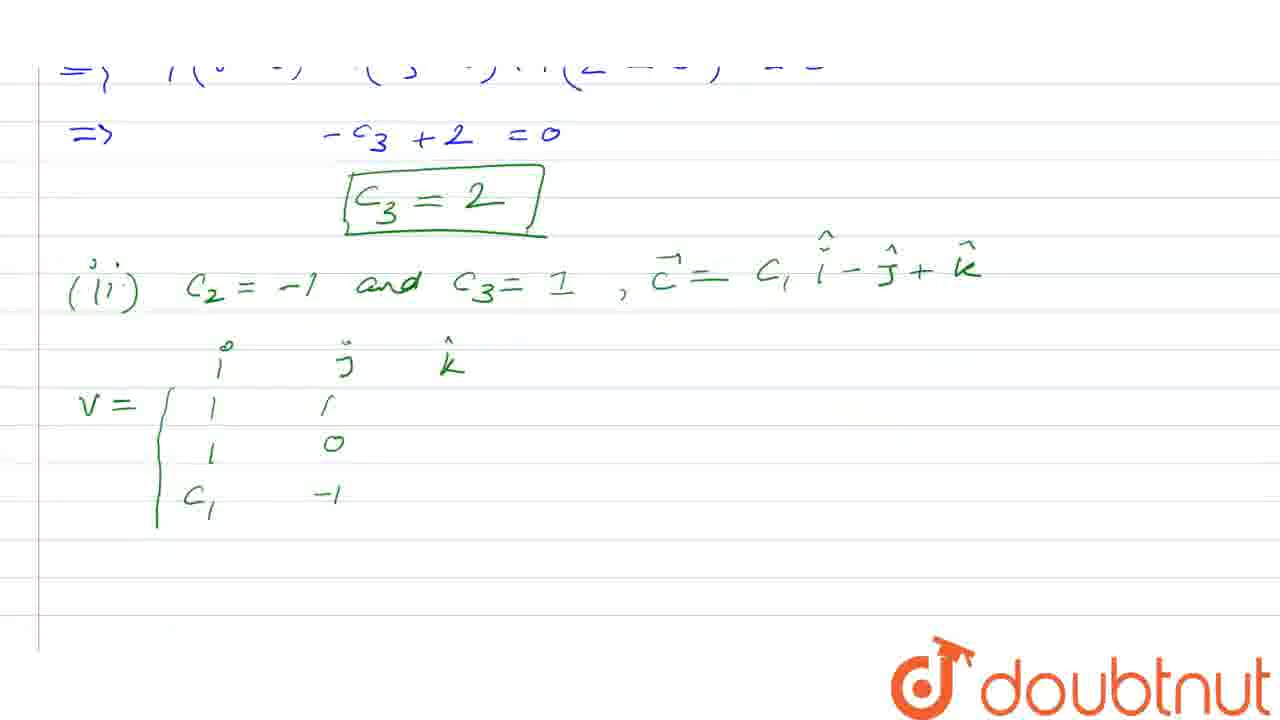 => -c₃ + 2 = 0
c₃ = 2
(ii) c₂ = -1 and c₃ = 1 , c⃗ = c₁ î - ĵ + k̂
i j k̂
V =
1 1
1 0
c₁ -1
doubtnut